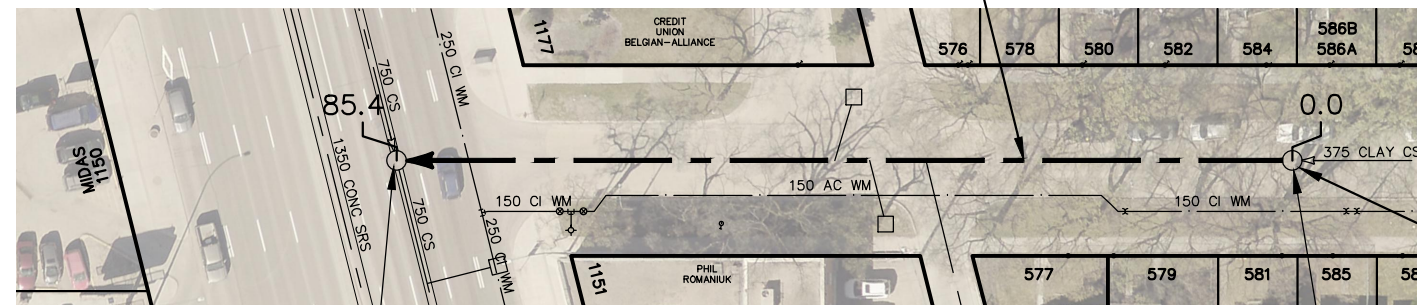 1177
CREDIT
UNION
BELGIAN-ALLIANCE
576
578
580
582
584
586B
586A
58
250 CI WM
750 CS
85.4
0.0
MIDAS
1150
1350 CONC SRS
375 CLAY CS
150 AC WM
150 CI WM
150 CI WM
750 CS
250 CI WM
1151
PHIL
ROMANIUK
577
579
581
585
58